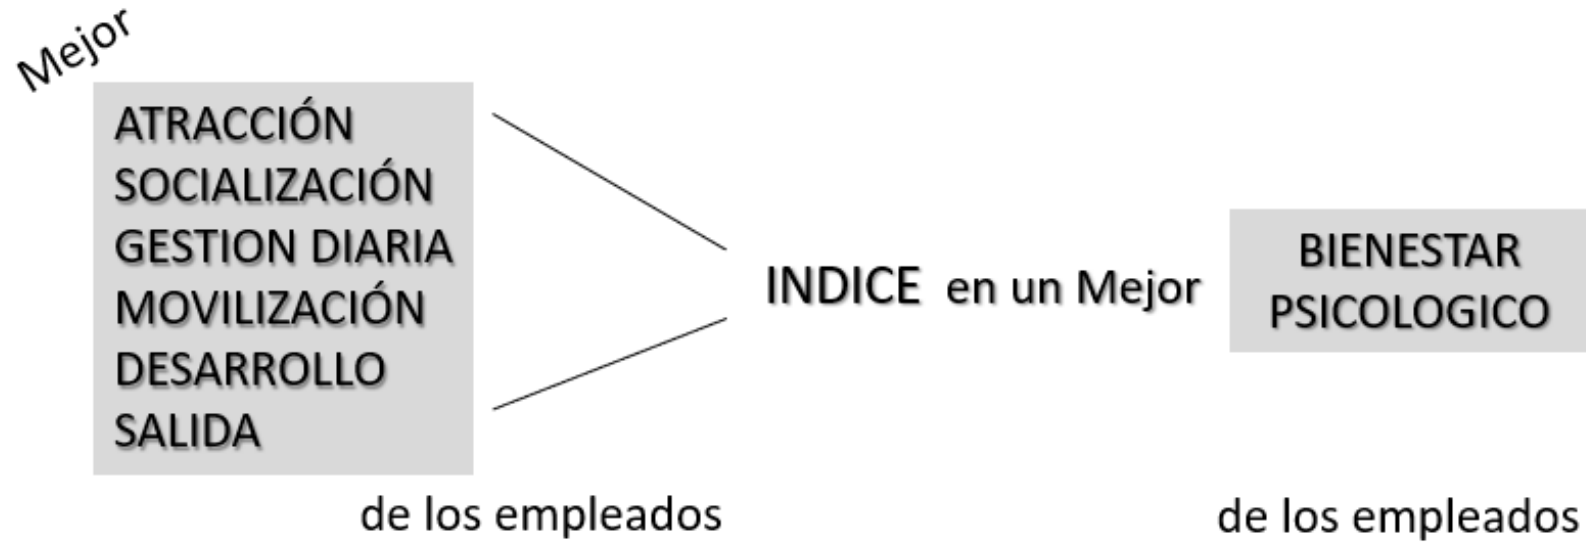 Mejor
ATRACCIÓN
SOCIALIZACIÓN
GESTION DIARIA
MOVILIZACIÓN
DESARROLLO
SALIDA
de los empleados
INDICE en un Mejor
BIENESTAR
PSICOLOGICO
de los empleados